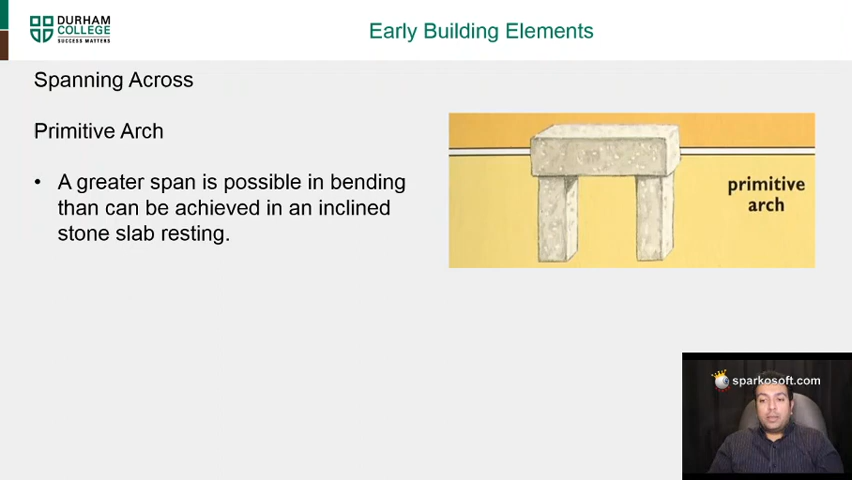 DURHAM
COLLEGE
SUCCESS MATTERS
Early Building Elements
Spanning Across
Primitive Arch
• A greater span is possible in bending
than can be achieved in an inclined
stone slab resting.
primitive
arch
sparkosoft.com